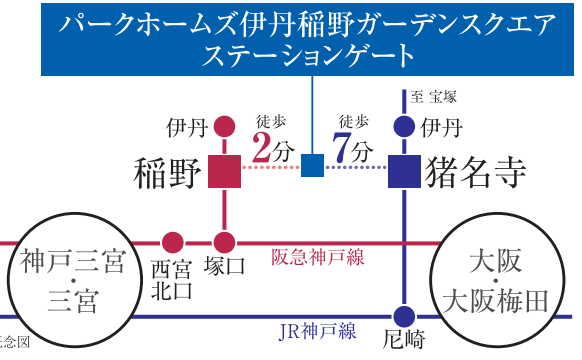 パークホームズ伊丹稲野ガーデンスクエア
ステーションゲート
至 宝塚
伊丹
徒歩
2分
徒歩
7分
伊丹
稲野
猪名寺
神戸三宮
・
三宮
西宮
北口
塚口
阪急神戸線
大阪
・
大阪梅田
JR神戸線
尼崎
念図